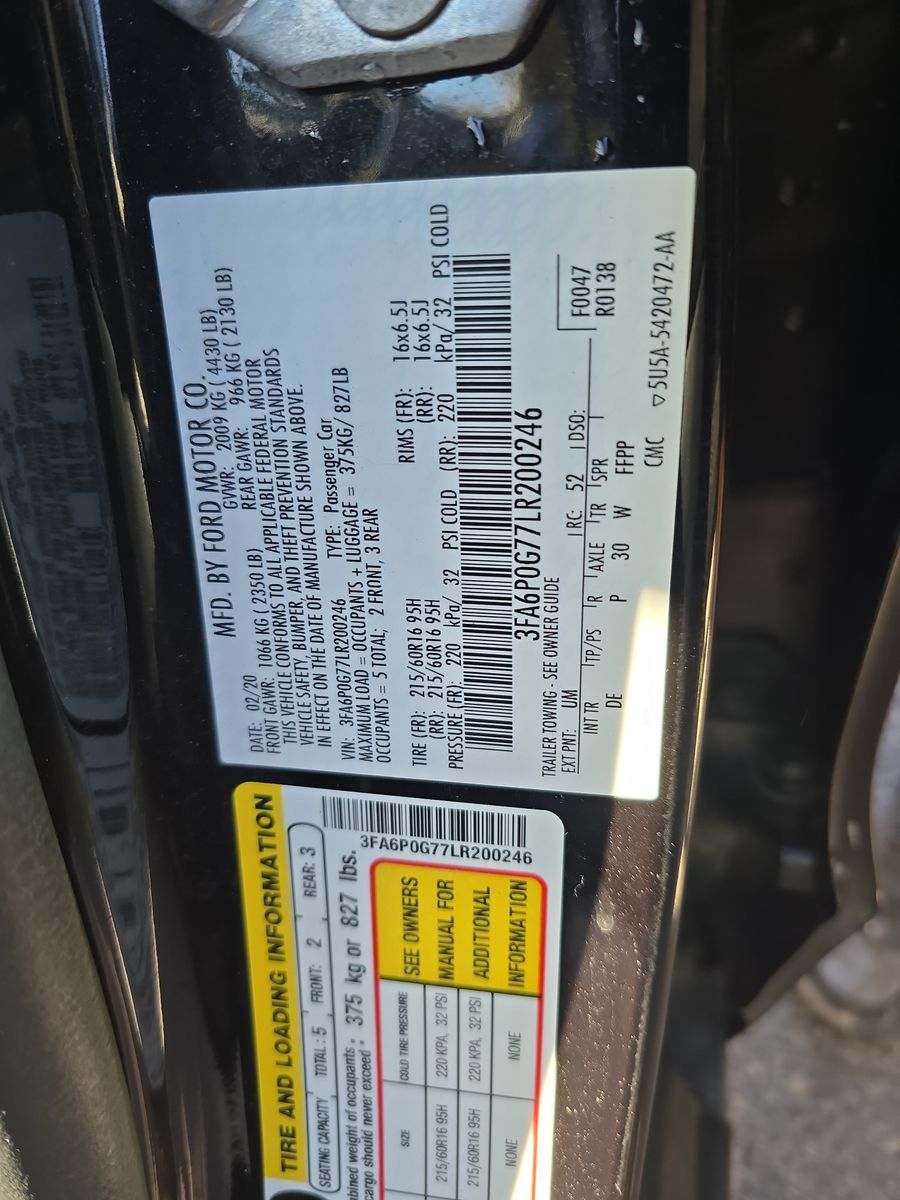 MFD. BY FORD MOTOR CO.
DATE: 02/20 GVWR: 2009 KG ( 4430 LB)
FRONT GAWR: 1066 KG ( 2350 LB) REAR GAWR: 966 KG ( 2130 LB)
THIS VEHICLE CONFORMS TO ALL APPLICABLE FEDERAL MOTOR
VEHICLE SAFETY, BUMPER, AND THEFT PREVENTION STANDARDS
IN EFFECT ON THE DATE OF MANUFACTURE SHOWN ABOVE.
VIN: 3FA6P0G77LR200246 TYPE: Passenger Car
MAXIMUM LOAD = OCCUPANTS + LUGGAGE = 375KG/ 827LB
OCCUPANTS = 5 TOTAL; 2 FRONT, 3 REAR
TIRE (FR): 215/60R16 95H RIMS (FR): 16x6.5J
(RR): 215/60R16 95H (RR): 16x6.5J
PRESSURE (FR): 220 kPa/ 32 PSI COLD (RR): 220 kPa/ 32 PSI COLD
3FA6P0G77LR200246
TRAILER TOWING - SEE OWNER GUIDE
F0047
EXT PNT: UM RC: 52 DSO: R0138
INT TR TP/PS R AXLE TR SPR
DE P 30 W FFPP
CMC ▽5U5A-5420472-AA
TIRE AND LOADING INFORMATION
SEATING CAPACITY TOTAL: 5 FRONT: 2 REAR: 3
occupants
cargo should never exceed : 375 kg or 827 lbs.
3FA6P0G77LR200246
SIZE COLD TIRE PRESSURE SEE OWNERS
215/60R16 95H 220 KPA, 32 PSI MANUAL FOR
215/60R16 95H 220 KPA, 32 PSI ADDITIONAL
NONE NONE INFORMATION